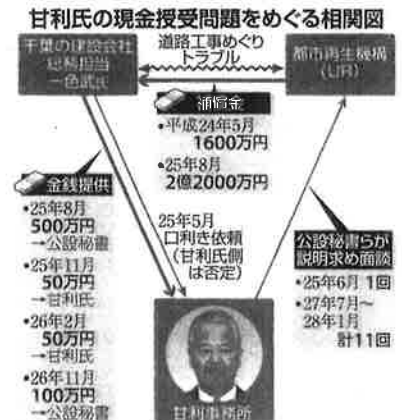 甘利氏の現金授受問題をめぐる相関図
千葉の建設会社
総務担当
一色武氏
道路工事めぐり
トラブル
都市再生機構
(UR)
補償金
•平成24年5月
1600万円
•25年8月
2億2000万円
金銭提供
•25年8月
500万円
→公設秘書
•25年11月
50万円
→甘利氏
•26年2月
50万円
→甘利氏
•26年11月
100万円
→公設秘書
25年5月
口利き依頼
(甘利氏側
は否定)
公設秘書らが
説明求め面談
•25年6月 1回
•27年7月〜
28年1月
計11回
甘利事務所